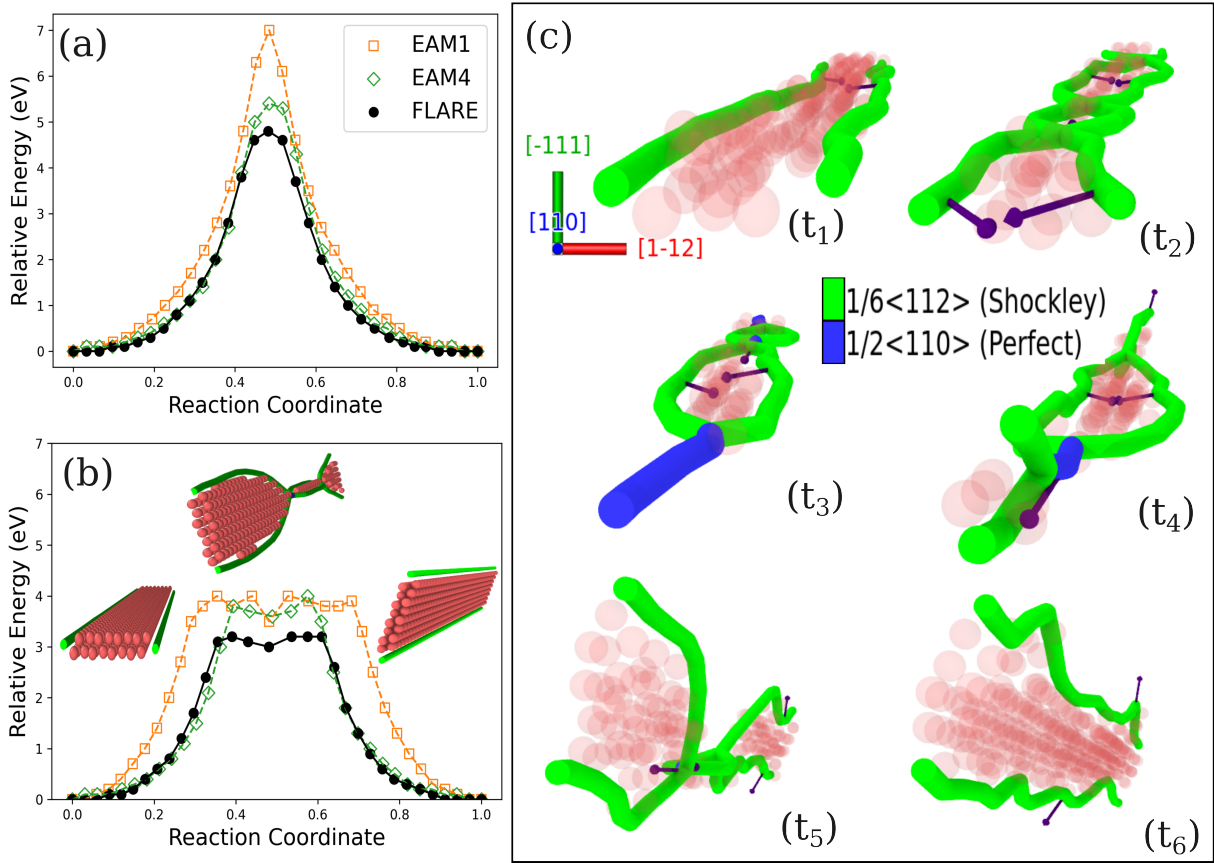 (a)
EAM1
EAM4
FLARE
7
6
5
4
3
2
1
0
Relative Energy (eV)
0.0 0.2 0.4 0.6 0.8 1.0
Reaction Coordinate
(b)
7
6
5
4
3
2
1
0
Relative Energy (eV)
0.0 0.2 0.4 0.6 0.8 1.0
Reaction Coordinate
(c)
[-111]
[110]
[1-12]
(t₁)
(t₂)
1/6<112> (Shockley)
1/2<110> (Perfect)
(t₃)
(t₄)
(t₅)
(t₆)